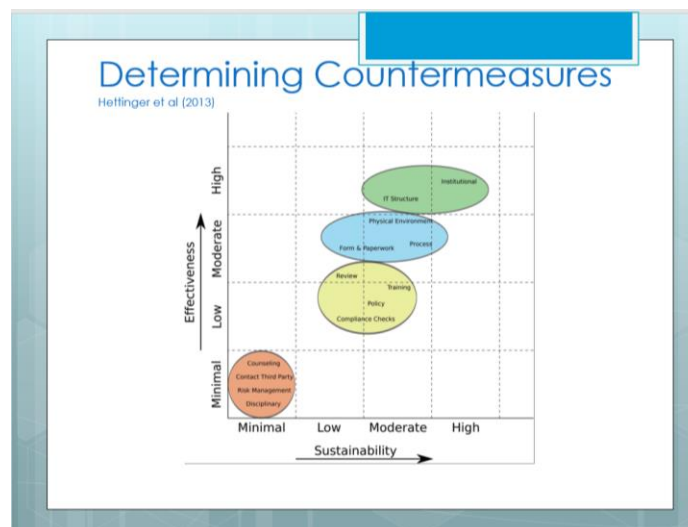 Determining Countermeasures
Hettinger et al (2013)
High
Institutional
IT Structure
Moderate
Physical Environment
Process
Form & Paperwork
Effectiveness
Review
Training
Low
Policy
Compliance Checks
Minimal
Counseling
Contact Third Party
Risk Management
Disciplinary
Minimal Low Moderate High
Sustainability